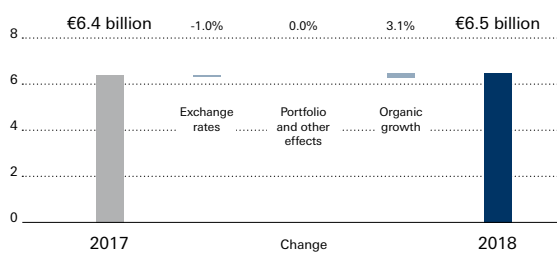 €6.4 billion -1.0% 0.0% 3.1% €6.5 billion
8
6
Exchange rates
Portfolio and other effects
Organic growth
4
2
0
2017 Change 2018